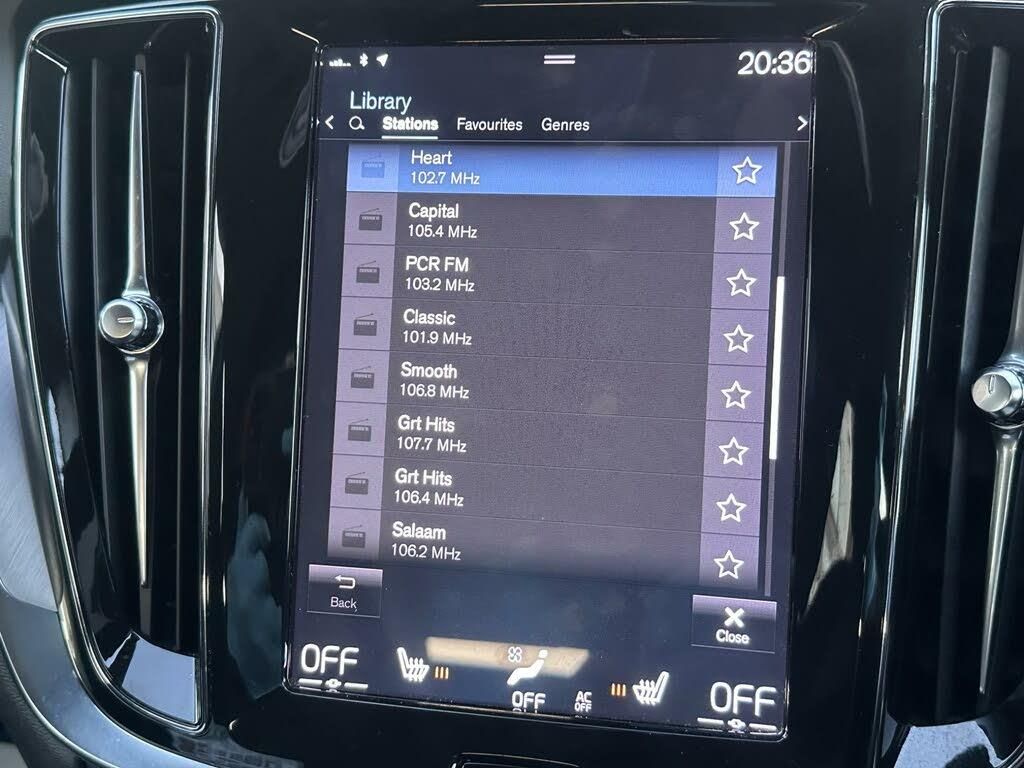 20:36
Library
Stations Favourites Genres
Heart
102.7 MHz
Capital
105.4 MHz
PCR FM
103.2 MHz
Classic
101.9 MHz
Smooth
106.8 MHz
Grt Hits
107.7 MHz
Grt Hits
106.4 MHz
Salaam
106.2 MHz
Back
Close
OFF
OFF
AC
OFF
OFF